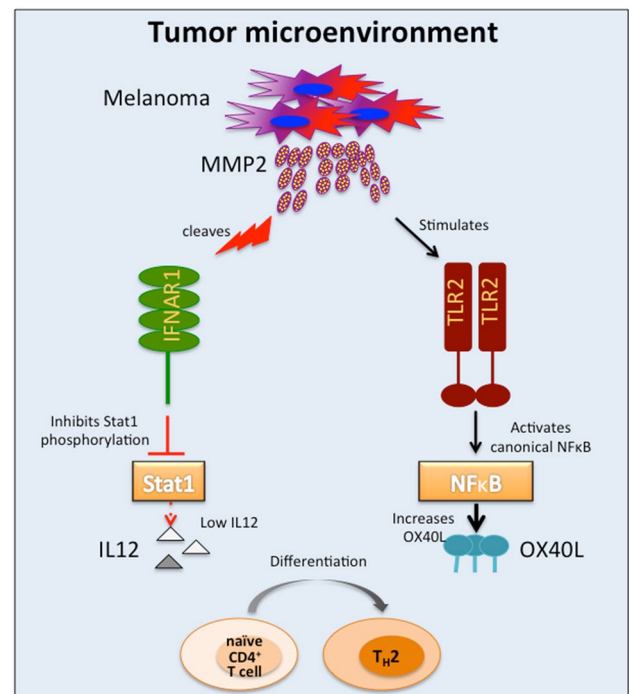 Tumor microenvironment
Melanoma
MMP2
cleaves
Stimulates
IFNAR1
TLR2
TLR2
Inhibits Stat1
phosphorylation
Activates
canonical NFκB
Stat1
NFκB
Low IL12
IL12
Increases
OX40L
OX40L
Differentiation
naïve
CD4⁺
T cell
T_H2